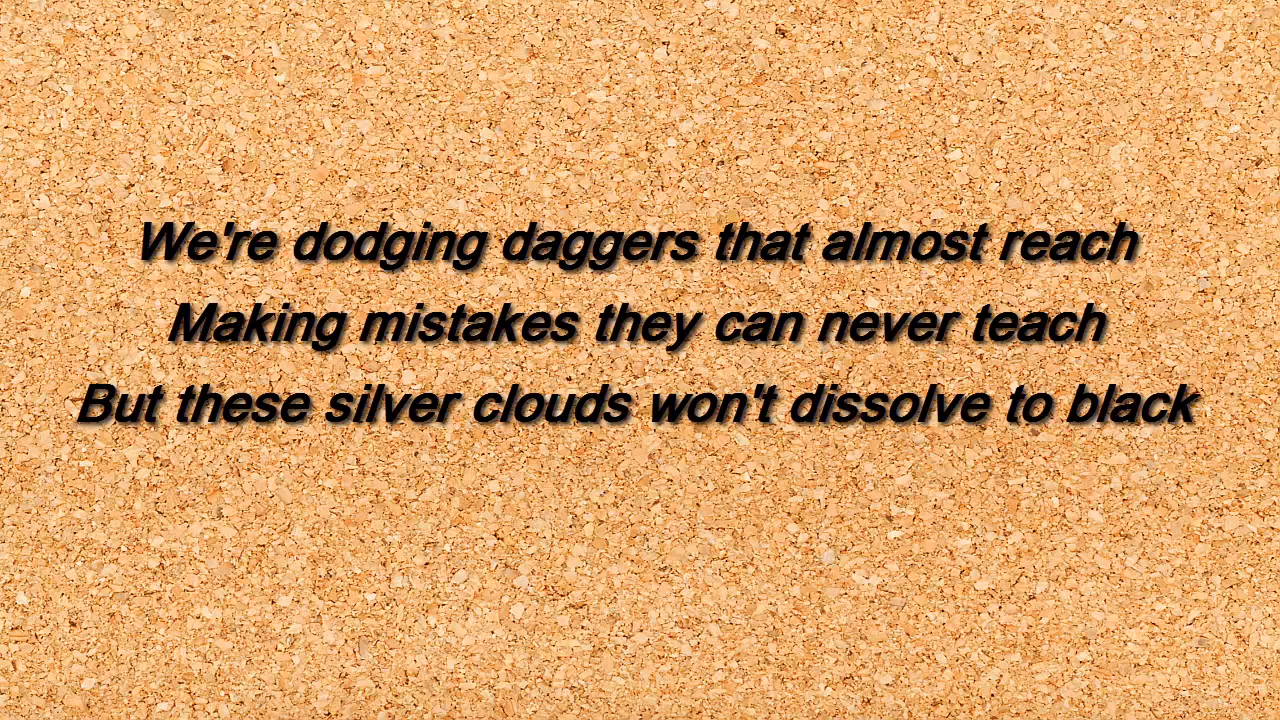 We're dodging daggers that almost reach
Making mistakes they can never teach
But these silver clouds won't dissolve to black